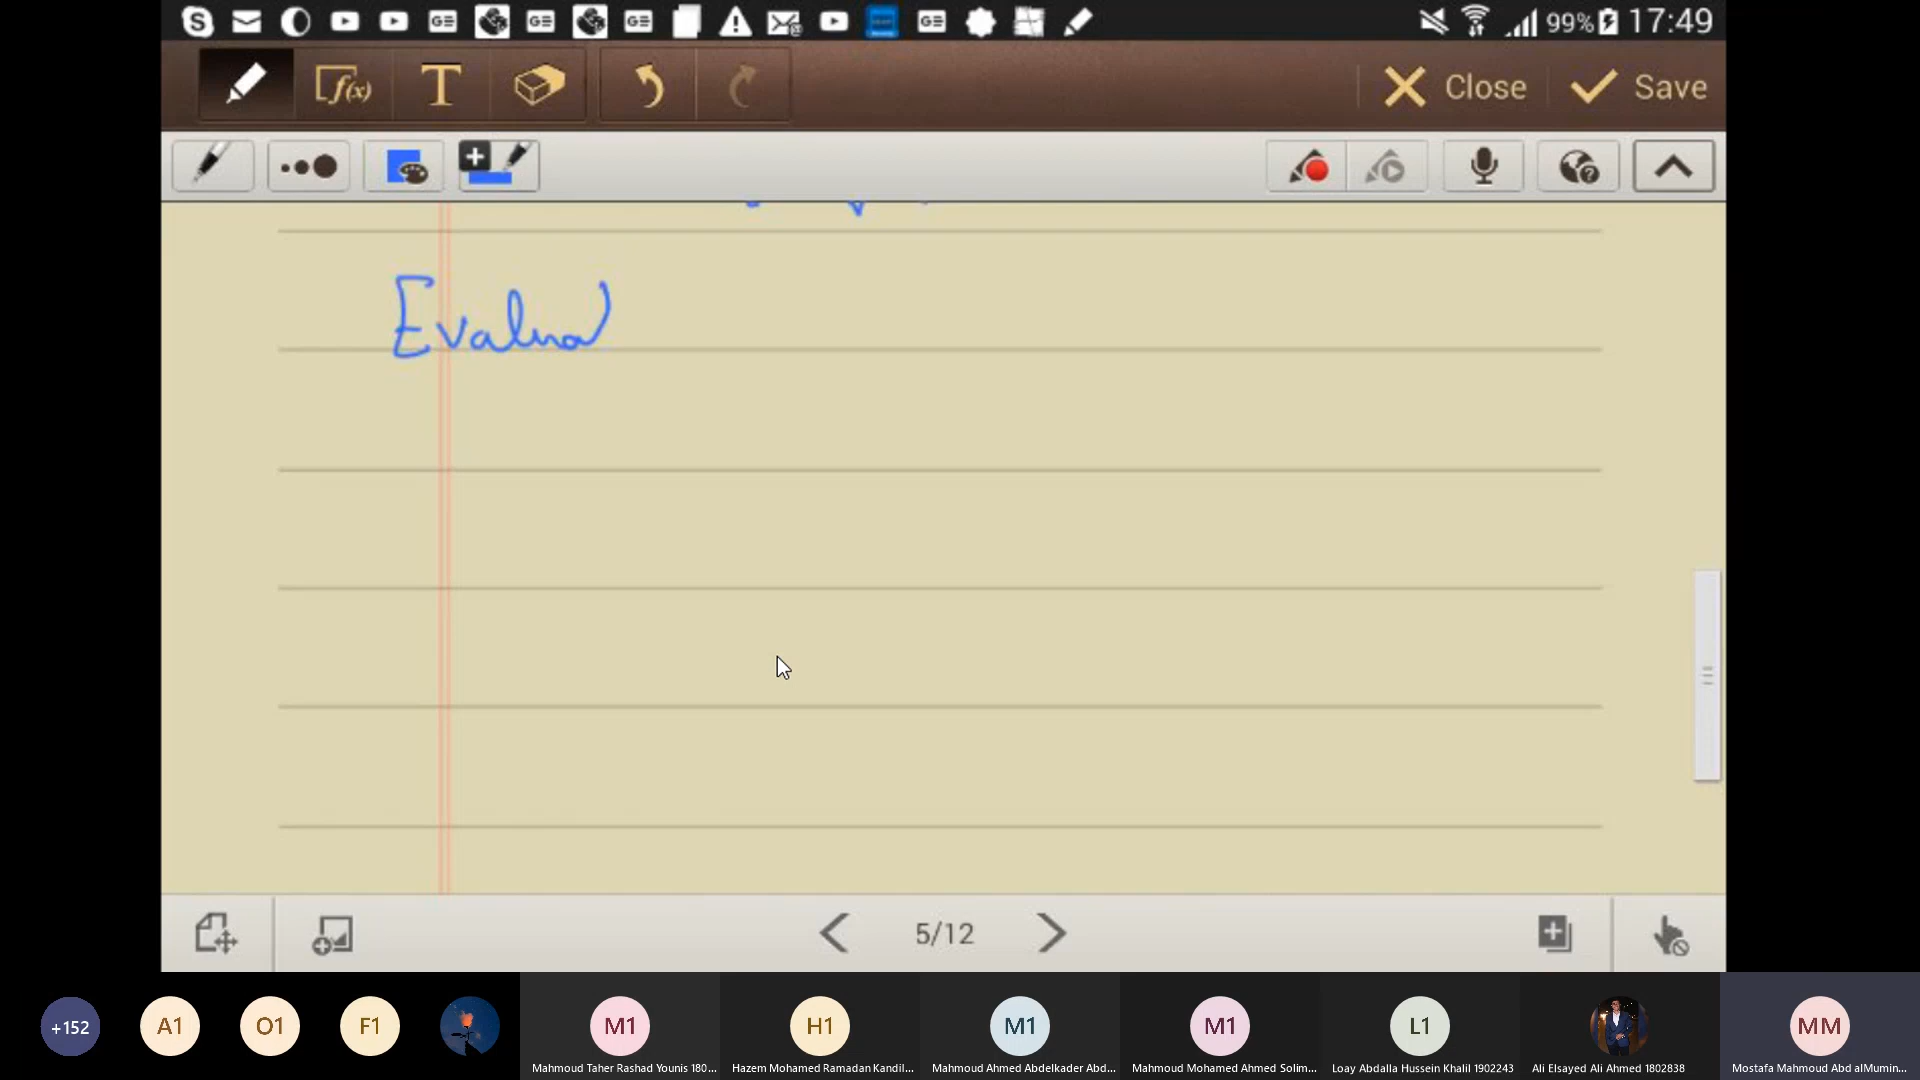 99% 17:49
f(x) T Close Save
Evalua
5/12
+152 A1 O1 F1 M1 H1 M1 M1 L1 MM
Mahmoud Taher Rashad Younis 180... Hazem Mohamed Ramadan Kandil... Mahmoud Ahmed Abdelkader Abd... Mahmoud Mohamed Ahmed Solim... Loay Abdalla Hussein Khalil 1902243 Ali Elsayed Ali Ahmed 1802838 Mostafa Mahmoud Abd alMumin...